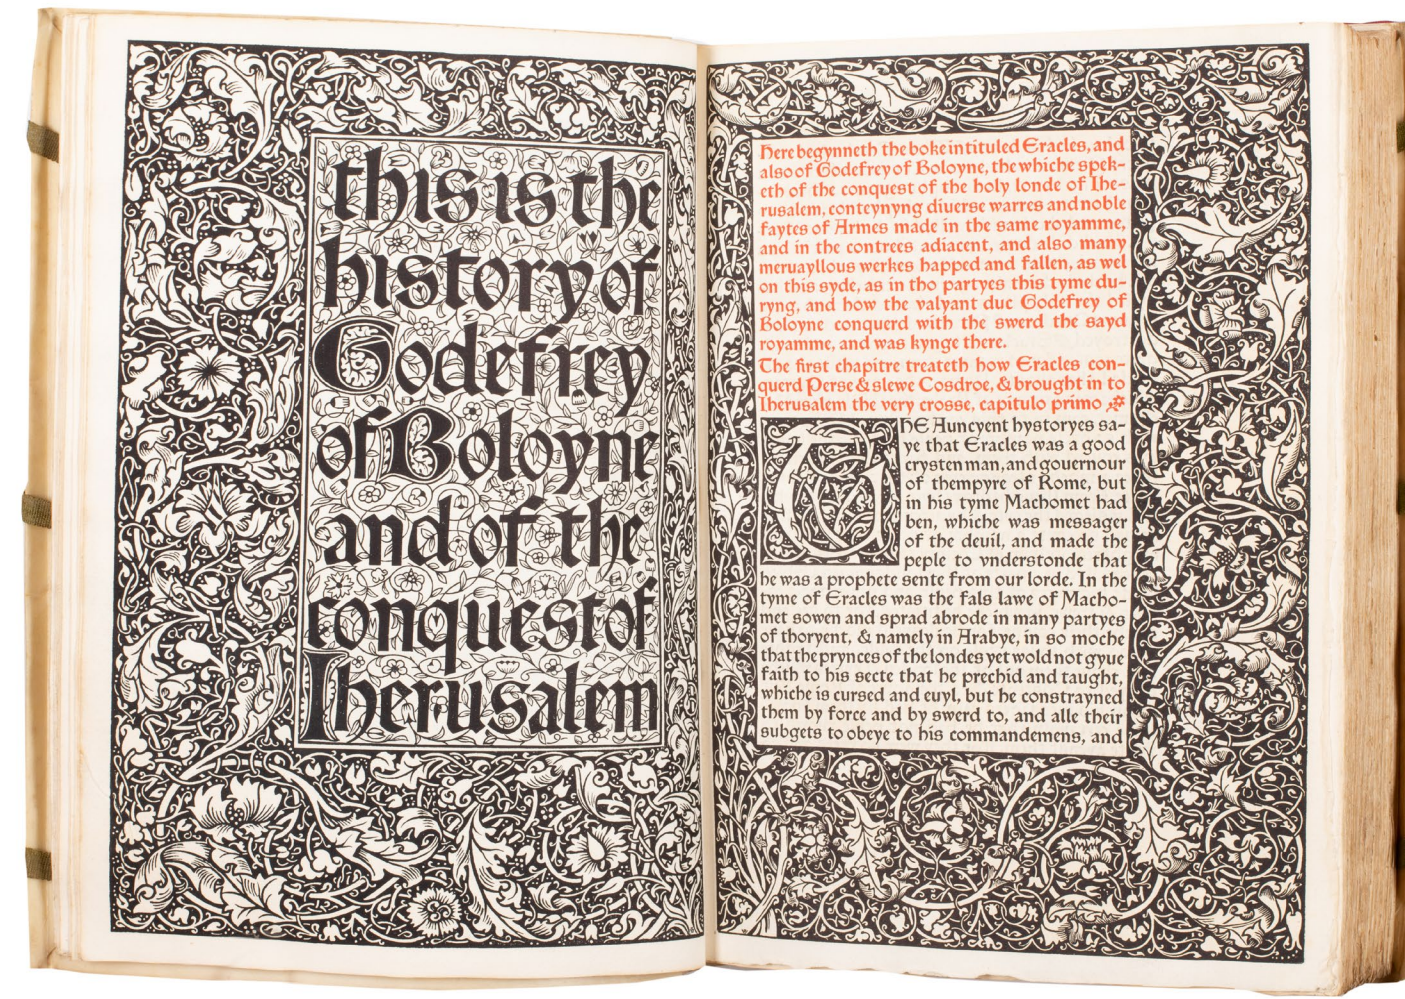 this is the
history of
Godefrey
of Boloyne
and of the
conquest of
Iherusalem
Here begynneth the boke intituled Eracles, and
also of Godefrey of Boloyne, the whiche spek-
eth of the conquest of the holy londe of Ihe-
rusalem, conteynyng diuerse warres and noble
faytes of Armes made in the same royamme,
and in the contrees adiacent, and also many
meruayllous werkes happed and fallen, as wel
on this syde, as in tho partyes this tyme du-
ryng, and how the valyant duc Godefrey of
Boloyne conquerd with the swerd the sayd
royamme, and was kynge there.
The first chapitre treateth how Eracles con-
querd Perse & slewe Cosdroe, & brought in to
Iherusalem the very crosse, capitulo primo
THE Auncyent hystoryes sa-
ye that Eracles was a good
crysten man, and gouernour
of thempyre of Rome, but
in his tyme Machomet had
ben, whiche was messager
of the deuil, and made the
peple to vnderstonde that
he was a prophete sente from our lorde. In the
tyme of Eracles was the fals lawe of Macho-
met sowen and sprad abrode in many partyes
of thoryent, & namely in Arabye, in so moche
that the prynces of the londes yet wold not gyue
faith to his secte that he prechid and taught,
whiche is cursed and euyl, but he constrayned
them by force and by swerd to, and alle their
subgets to obeye to his commandemens, and